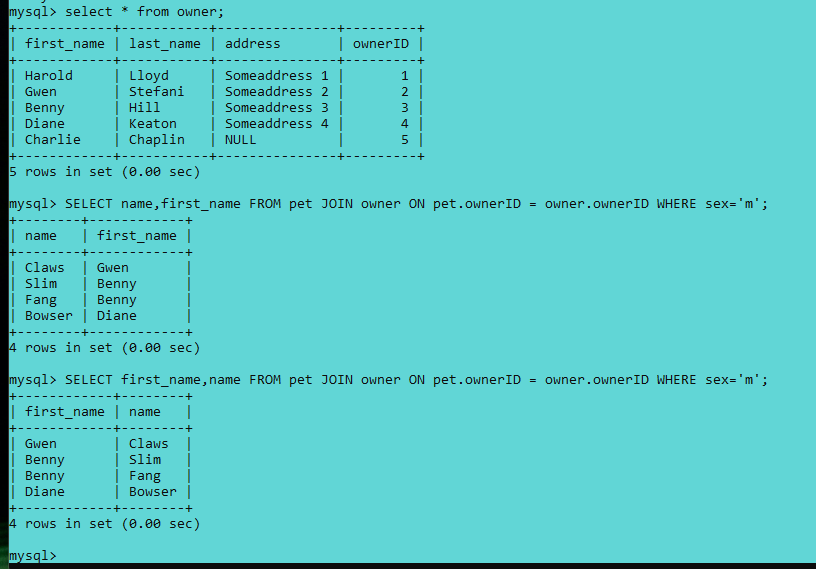 mysql> select * from owner;
+------------+-----------+---------------+---------+
| first_name | last_name | address       | ownerID |
+------------+-----------+---------------+---------+
| Harold     | Lloyd     | Someaddress 1 |       1 |
| Gwen       | Stefani   | Someaddress 2 |       2 |
| Benny      | Hill      | Someaddress 3 |       3 |
| Diane      | Keaton    | Someaddress 4 |       4 |
| Charlie    | Chaplin   | NULL          |       5 |
+------------+-----------+---------------+---------+
5 rows in set (0.00 sec)
mysql> SELECT name,first_name FROM pet JOIN owner ON pet.ownerID = owner.ownerID WHERE sex='m';
+--------+------------+
| name   | first_name |
+--------+------------+
| Claws  | Gwen       |
| Slim   | Benny      |
| Fang   | Benny      |
| Bowser | Diane      |
+--------+------------+
4 rows in set (0.00 sec)
mysql> SELECT first_name,name FROM pet JOIN owner ON pet.ownerID = owner.ownerID WHERE sex='m';
+------------+--------+
| first_name | name   |
+------------+--------+
| Gwen       | Claws  |
| Benny      | Slim   |
| Benny      | Fang   |
| Diane      | Bowser |
+------------+--------+
4 rows in set (0.00 sec)
mysql>